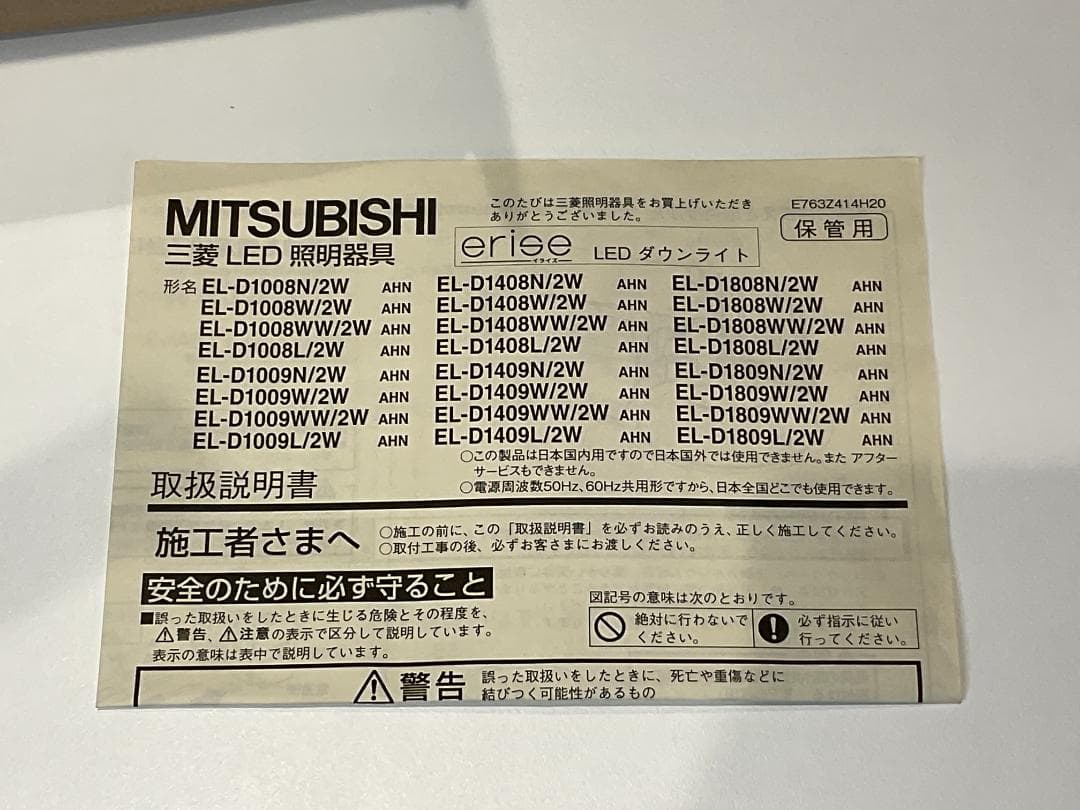 MITSUBISHI
このたびは三菱照明器具をお買上げいただき
ありがとうございました。
E763Z414H20
保管用
三菱 LED 照明器具
erise イライズ LED ダウンライト
形名 EL-D1008N/2W AHN EL-D1408N/2W AHN EL-D1808N/2W AHN
EL-D1008W/2W AHN EL-D1408W/2W AHN EL-D1808W/2W AHN
EL-D1008WW/2W AHN EL-D1408WW/2W AHN EL-D1808WW/2W AHN
EL-D1008L/2W AHN EL-D1408L/2W AHN EL-D1808L/2W AHN
EL-D1009N/2W AHN EL-D1409N/2W AHN EL-D1809N/2W AHN
EL-D1009W/2W AHN EL-D1409W/2W AHN EL-D1809W/2W AHN
EL-D1009WW/2W AHN EL-D1409WW/2W AHN EL-D1809WW/2W AHN
EL-D1009L/2W AHN EL-D1409L/2W AHN EL-D1809L/2W AHN
取扱説明書
○この製品は日本国内用ですので日本国外では使用できません。また アフター
サービスもできません。
○電源周波数50Hz、60Hz共用形ですから、日本全国どこでも使用できます。
施工者さまへ
○施工の前に、この「取扱説明書」を必ずお読みのうえ、正しく施工してください。
○取付工事の後、必ずお客さまにお渡しください。
安全のために必ず守ること
■誤った取扱いをしたときに生じる危険とその程度を、
⚠警告、⚠注意の表示で区分して説明しています。
表示の意味は表中で説明しています。
図記号の意味は次のとおりです。
絶対に行わないで
ください。
必ず指示に従い
行ってください。
⚠警告
誤った取扱いをしたときに、死亡や重傷などに
結びつく可能性があるもの